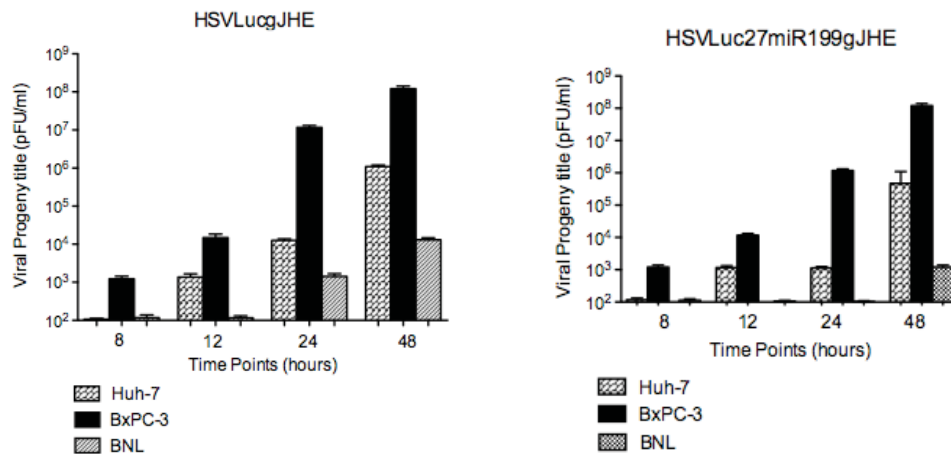 HSVLucgJHE
Viral Progeny title (pFU/ml)
10⁹
10⁸
10⁷
10⁶
10⁵
10⁴
10³
10²
8 12 24 48
Time Points (hours)
Huh-7
BxPC-3
BNL
HSVLuc27miR199gJHE
Viral Progeny title (pFU/ml)
10⁹
10⁸
10⁷
10⁶
10⁵
10⁴
10³
10²
8 12 24 48
Time Points (hours)
Huh-7
BxPC-3
BNL